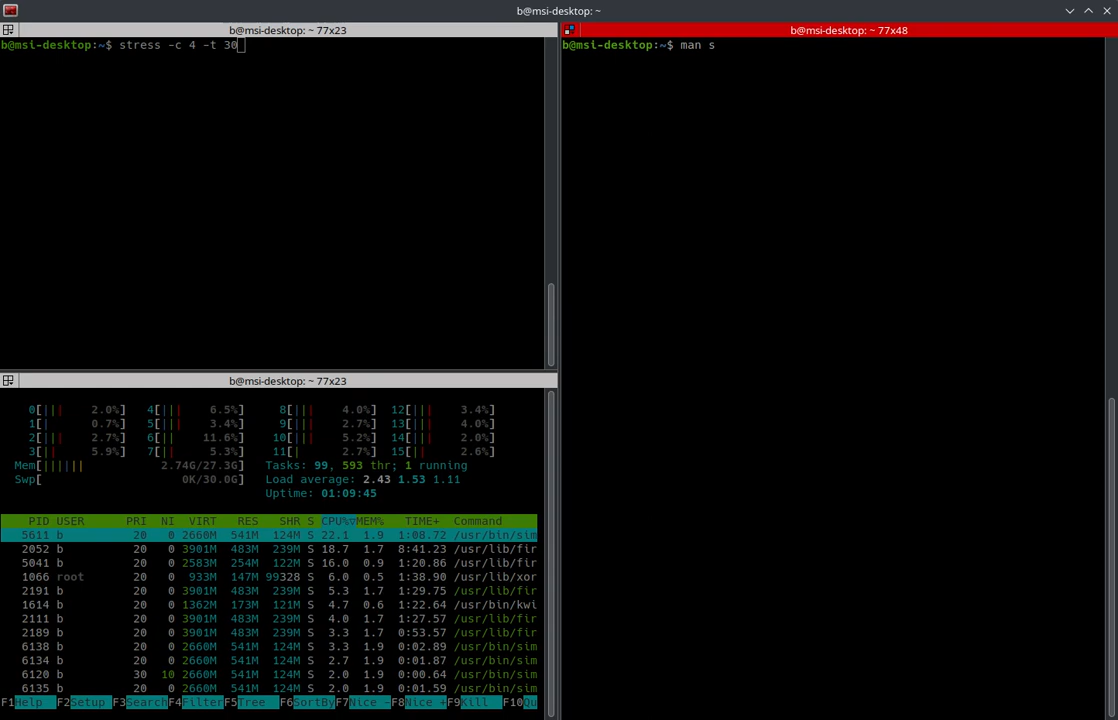 b@msi-desktop: ~
b@msi-desktop: ~ 77x23
b@msi-desktop:~$ stress -c 4 -t 30
b@msi-desktop: ~ 77x48
b@msi-desktop:~$ man s
b@msi-desktop: ~ 77x23
0[||| 2.0%] 4[||| 6.5%] 8[||| 4.0%] 12[||| 3.4%]
1[| 0.7%] 5[||| 3.4%] 9[||| 2.7%] 13[||| 4.0%]
2[||| 2.7%] 6[|| 11.6%] 10[||| 5.2%] 14[||| 2.0%]
3[|| 5.9%] 7[|| 5.3%] 11[| 2.7%] 15[|| 2.6%]
Mem[|||||| 2.74G/27.3G] Tasks: 99, 593 thr; 1 running
Swp[ 0K/30.0G] Load average: 2.43 1.53 1.11
Uptime: 01:09:45
PID USER PRI NI VIRT RES SHR S CPU%▽MEM% TIME+ Command
5611 b 20 0 2660M 541M 124M S 22.1 1.9 1:08.72 /usr/bin/sim
2052 b 20 0 3901M 483M 239M S 18.7 1.7 8:41.23 /usr/lib/fir
5041 b 20 0 2583M 254M 122M S 16.0 0.9 1:20.86 /usr/lib/fir
1066 root 20 0 933M 147M 99328 S 6.0 0.5 1:38.90 /usr/lib/xor
2191 b 20 0 3901M 483M 239M S 5.3 1.7 1:29.75 /usr/lib/fir
1614 b 20 0 1362M 173M 121M S 4.7 0.6 1:22.64 /usr/bin/kwi
2111 b 20 0 3901M 483M 239M S 4.0 1.7 1:27.57 /usr/lib/fir
2189 b 20 0 3901M 483M 239M S 3.3 1.7 0:53.57 /usr/lib/fir
6138 b 20 0 2660M 541M 124M S 3.3 1.9 0:02.89 /usr/bin/sim
6134 b 20 0 2660M 541M 124M S 2.7 1.9 0:01.87 /usr/bin/sim
6120 b 30 10 2660M 541M 124M S 2.0 1.9 0:00.64 /usr/bin/sim
6135 b 20 0 2660M 541M 124M S 2.0 1.9 0:01.59 /usr/bin/sim
F1Help F2Setup F3SearchF4FilterF5Tree F6SortByF7Nice -F8Nice +F9Kill F10Qu